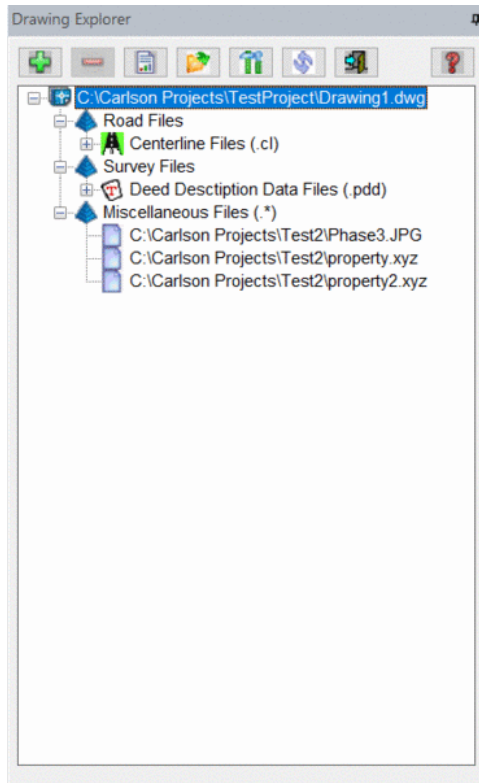 Drawing Explorer
C:\Carlson Projects\TestProject\Drawing1.dwg
Road Files
Centerline Files (.cl)
Survey Files
Deed Desctiption Data Files (.pdd)
Miscellaneous Files (.*)
C:\Carlson Projects\Test2\Phase3.JPG
C:\Carlson Projects\Test2\property.xyz
C:\Carlson Projects\Test2\property2.xyz